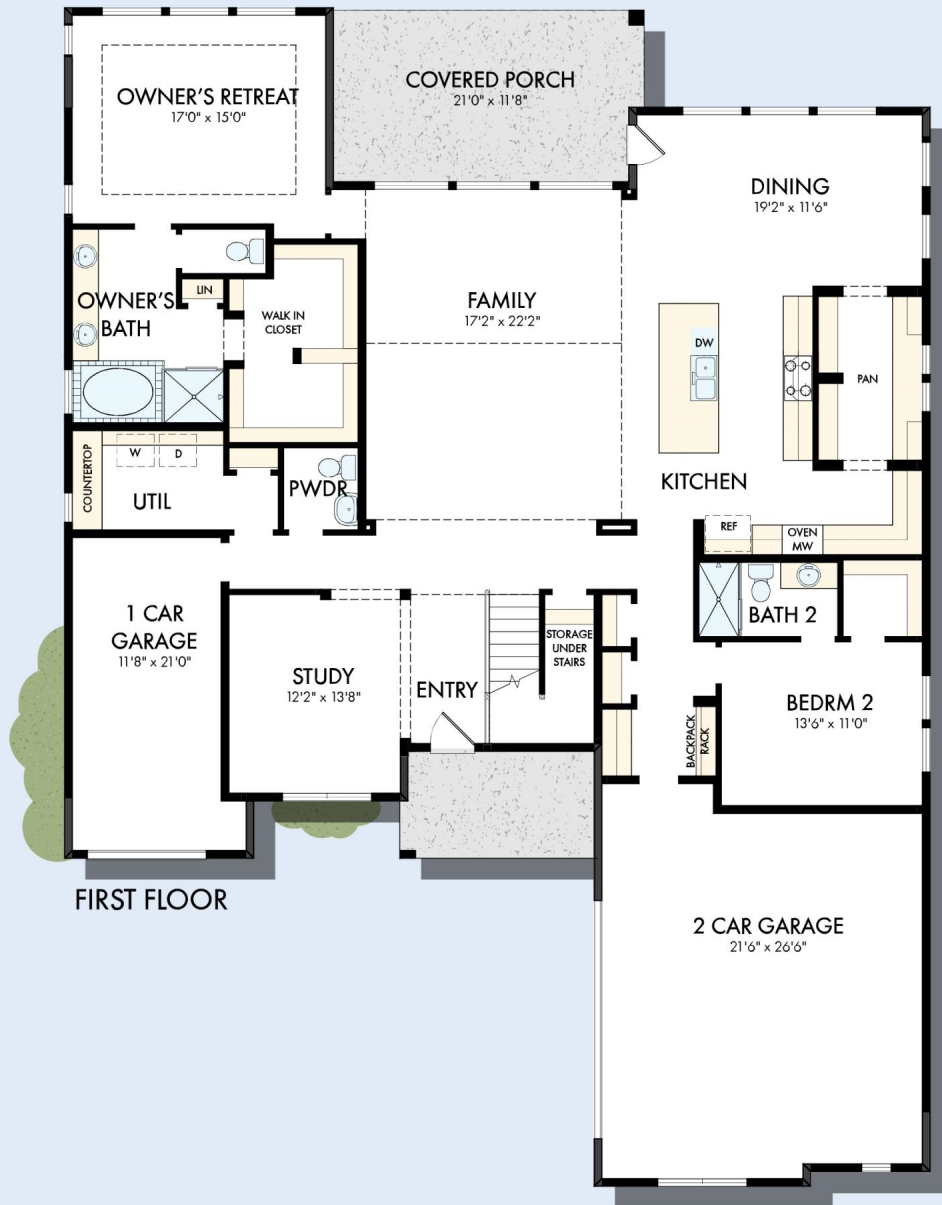 OWNER'S RETREAT
17'0" x 15'0"
COVERED PORCH
21'0" x 11'8"
DINING
19'2" x 11'6"
OWNER'S
BATH
LIN
WALK IN
CLOSET
FAMILY
17'2" x 22'2"
DW
PAN
COUNTERTOP
W
D
UTIL
PWDR
KITCHEN
REF
OVEN
MW
1 CAR
GARAGE
11'8" x 21'0"
STUDY
12'2" x 13'8"
ENTRY
STORAGE
UNDER
STAIRS
BATH 2
BEDRM 2
13'6" x 11'0"
BACKPACK
RACK
FIRST FLOOR
2 CAR GARAGE
21'6" x 26'6"